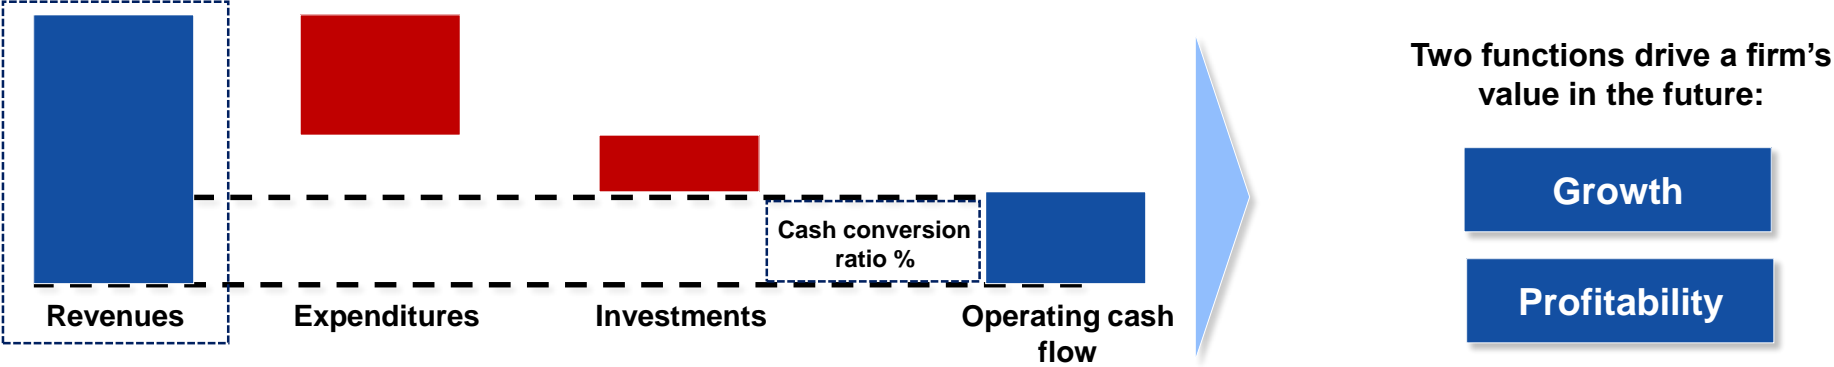 Revenues
Expenditures
Investments
Cash conversion
ratio %
Operating cash
flow
Two functions drive a firm’s
value in the future:
Growth
Profitability